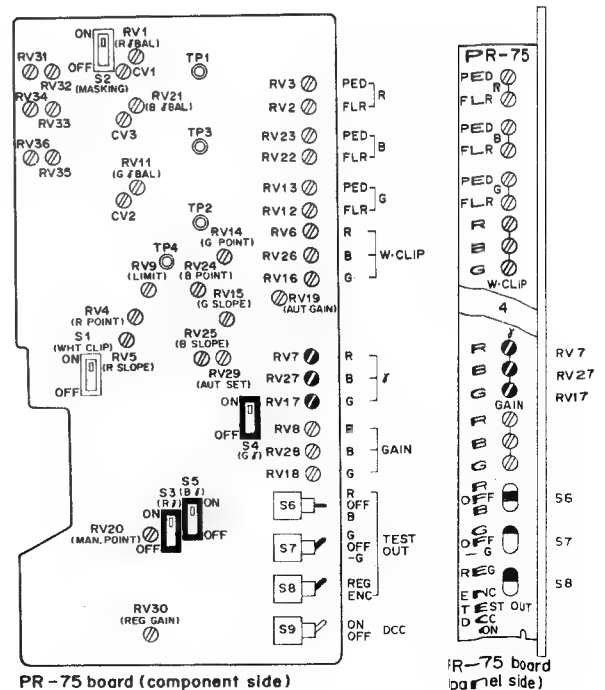 ON
OFF
S2
(MASKING)
RV1
(RɤBAL)
CV1
RV31
RV32
RV34
RV33
RV36
RV35
RV21
(BɤBAL)
CV3
RV11
(GɤBAL)
CV2
TP1
TP3
TP2
TP4
RV14
(G POINT)
RV9
(LIMIT)
RV24
(B POINT)
RV15
(G SLOPE)
RV4
(R POINT)
S1
(WHT CLIP)
ON
OFF
RV5
(R SLOPE)
RV25
(B SLOPE)
RV29
(AUT SET)
RV3 PED
RV2 FLR
R
RV23 PED
RV22 FLR
B
RV13 PED
RV12 FLR
G
RV6 R
RV26 B
RV16 G
W·CLIP
RV19
(AUT GAIN)
RV7 R
RV27 B
RV17 G
ɤ
ON
OFF
S4
(Gɤ)
RV8 R
RV28 B
RV18 G
GAIN
S3
(Rɤ)
ON
OFF
S5
(Bɤ)
ON
OFF
RV20
(MAN. POINT)
S6
R
OFF
B
S7
G
OFF
-G
S8
REG
ENC
TEST
OUT
S9
ON
OFF
DCC
RV30
(REG GAIN)
PR-75 board (component side)
PR-75
PED
R
FLR
PED
B
FLR
PED
G
FLR
R
B
G
W·CLIP
4
ɤ
R
RV7
B
RV27
G
RV17
GAIN
R
B
G
R
OFF
B
S6
G
OFF
-G
S7
REG
ENC
S8
TEST OUT
DCC
ON
PR-75 board